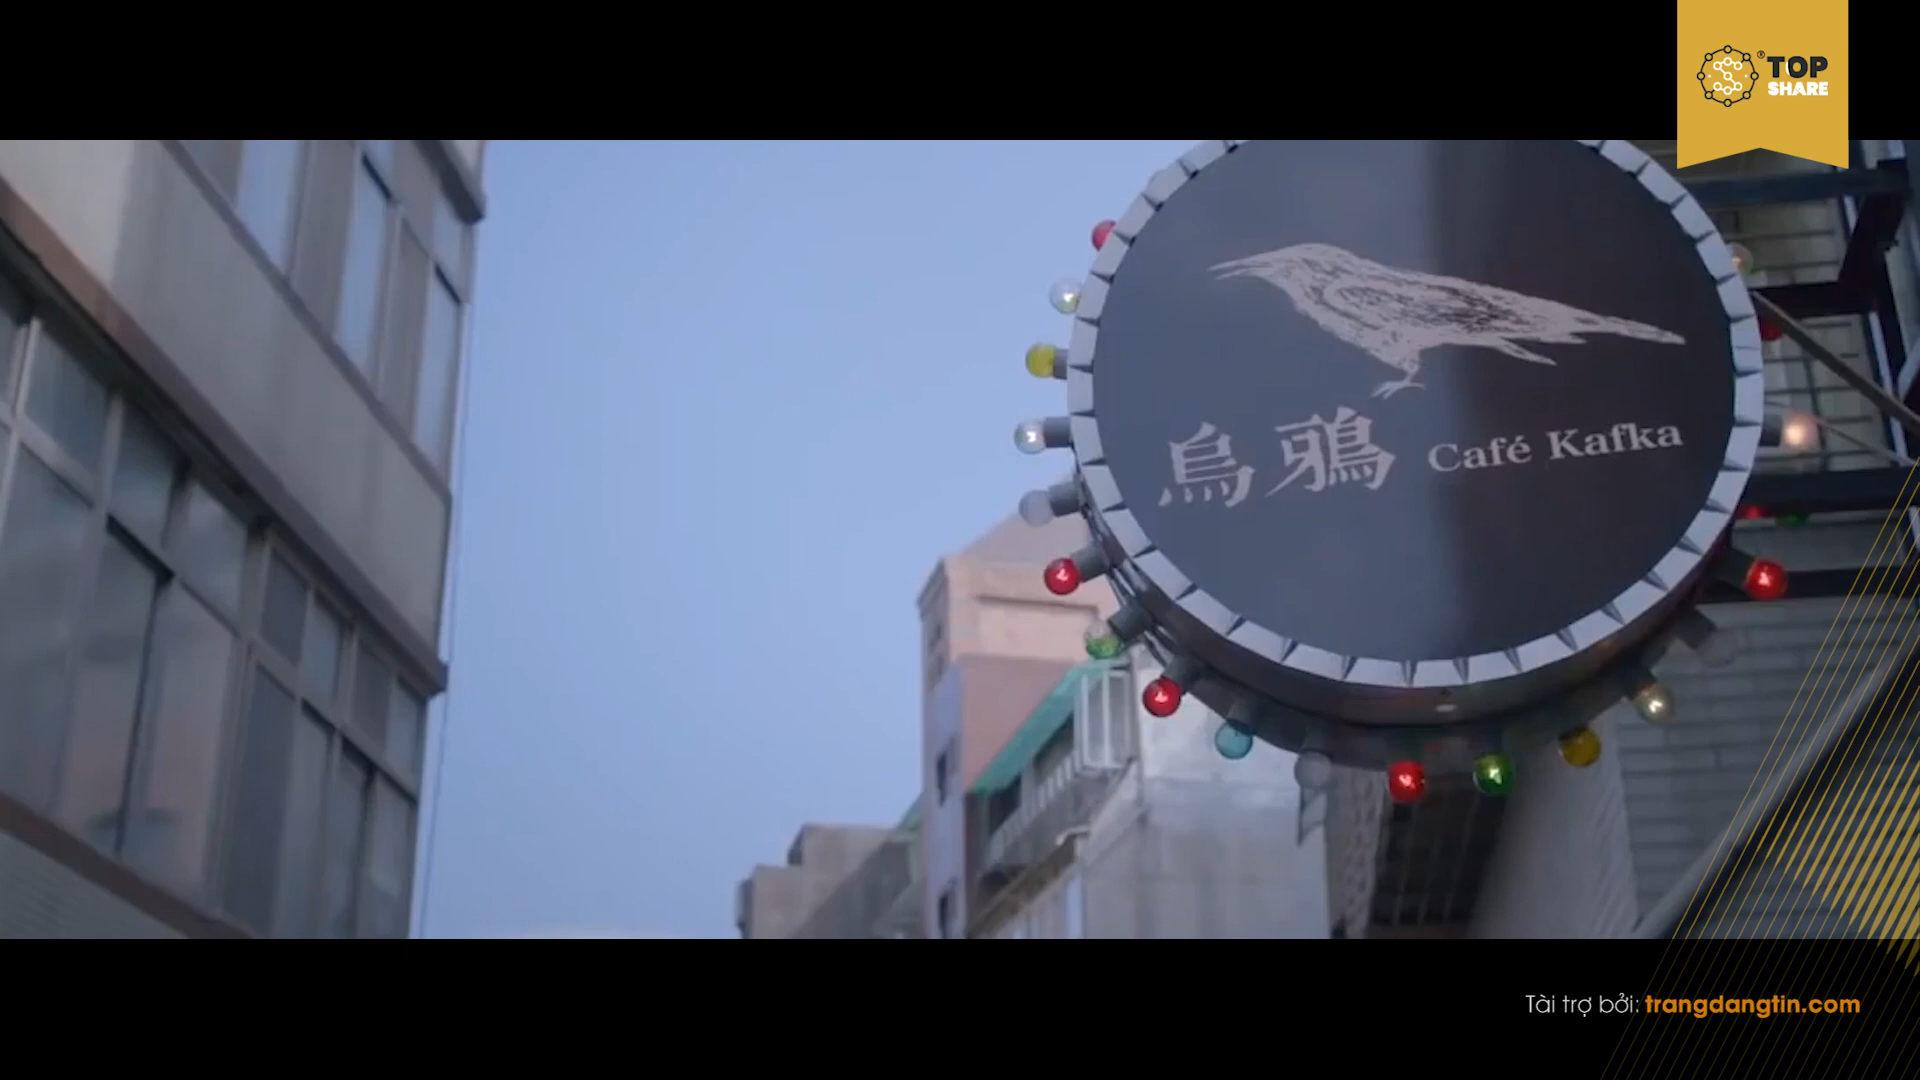 ® TOP
SHARE
烏鴉 Café Kafka
Tài trợ bởi: trangdangtin.com